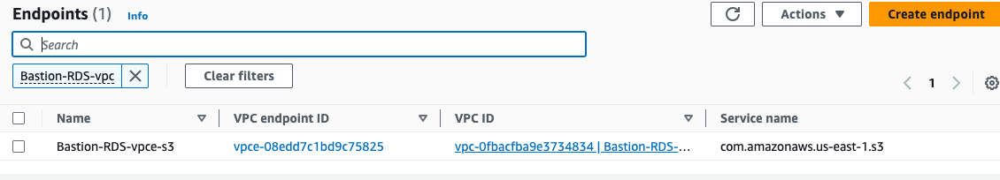 Endpoints (1) Info Actions Create endpoint
Search
Bastion-RDS-vpc Clear filters
1
Name VPC endpoint ID VPC ID Service name
Bastion-RDS-vpce-s3 vpce-08edd7c1bd9c75825 vpc-0fbacfba9e3734834 | Bastion-RDS-... com.amazonaws.us-east-1.s3